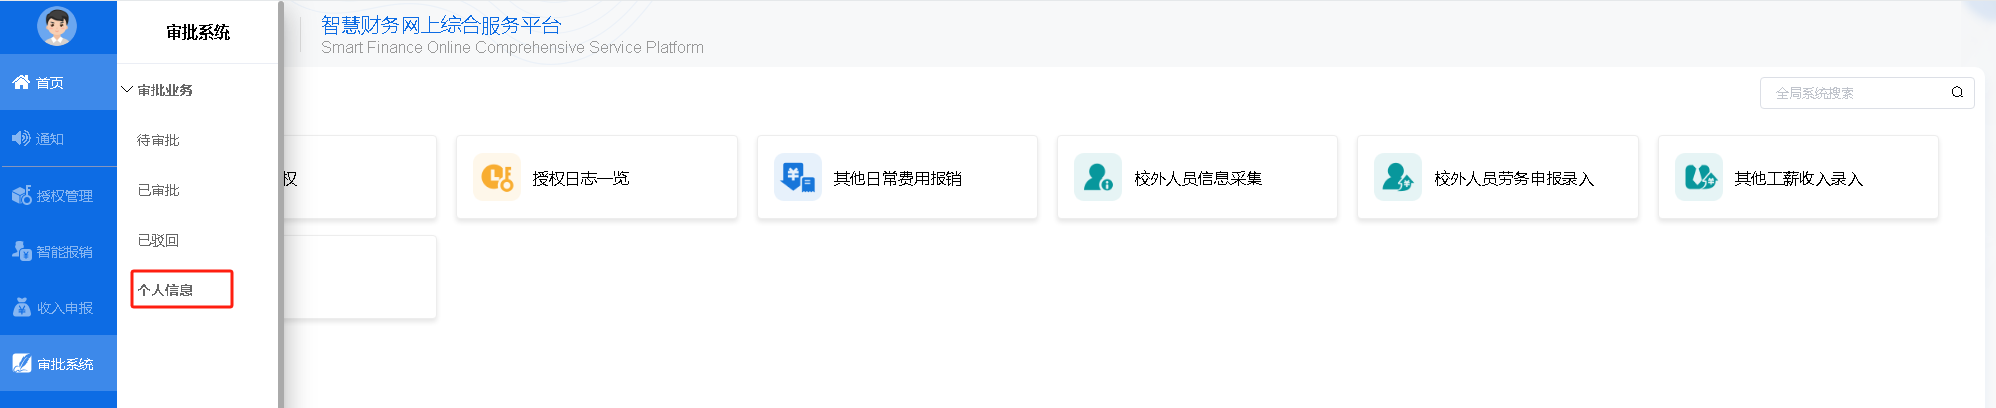 首页
通知
授权管理
智能报销
收入申报
审批系统
审批系统
审批业务
待审批
已审批
已驳回
个人信息
智慧财务网上综合服务平台
Smart Finance Online Comprehensive Service Platform
全局系统搜索
权
授权日志一览
其他日常费用报销
校外人员信息采集
校外人员劳务申报录入
其他工薪收入录入